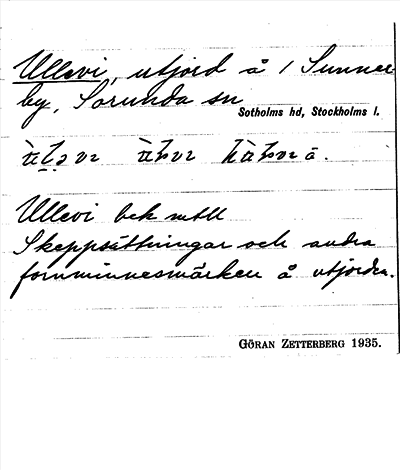 Ullevi, utjord å 1 Sunner
by, Sorunda sn
Sotholms hd, Stockholms l.
Ullevi bek mtll
Skeppsättningar och andra
fornminnesmärken å utjorden.
GÖRAN ZETTERBERG 1935.